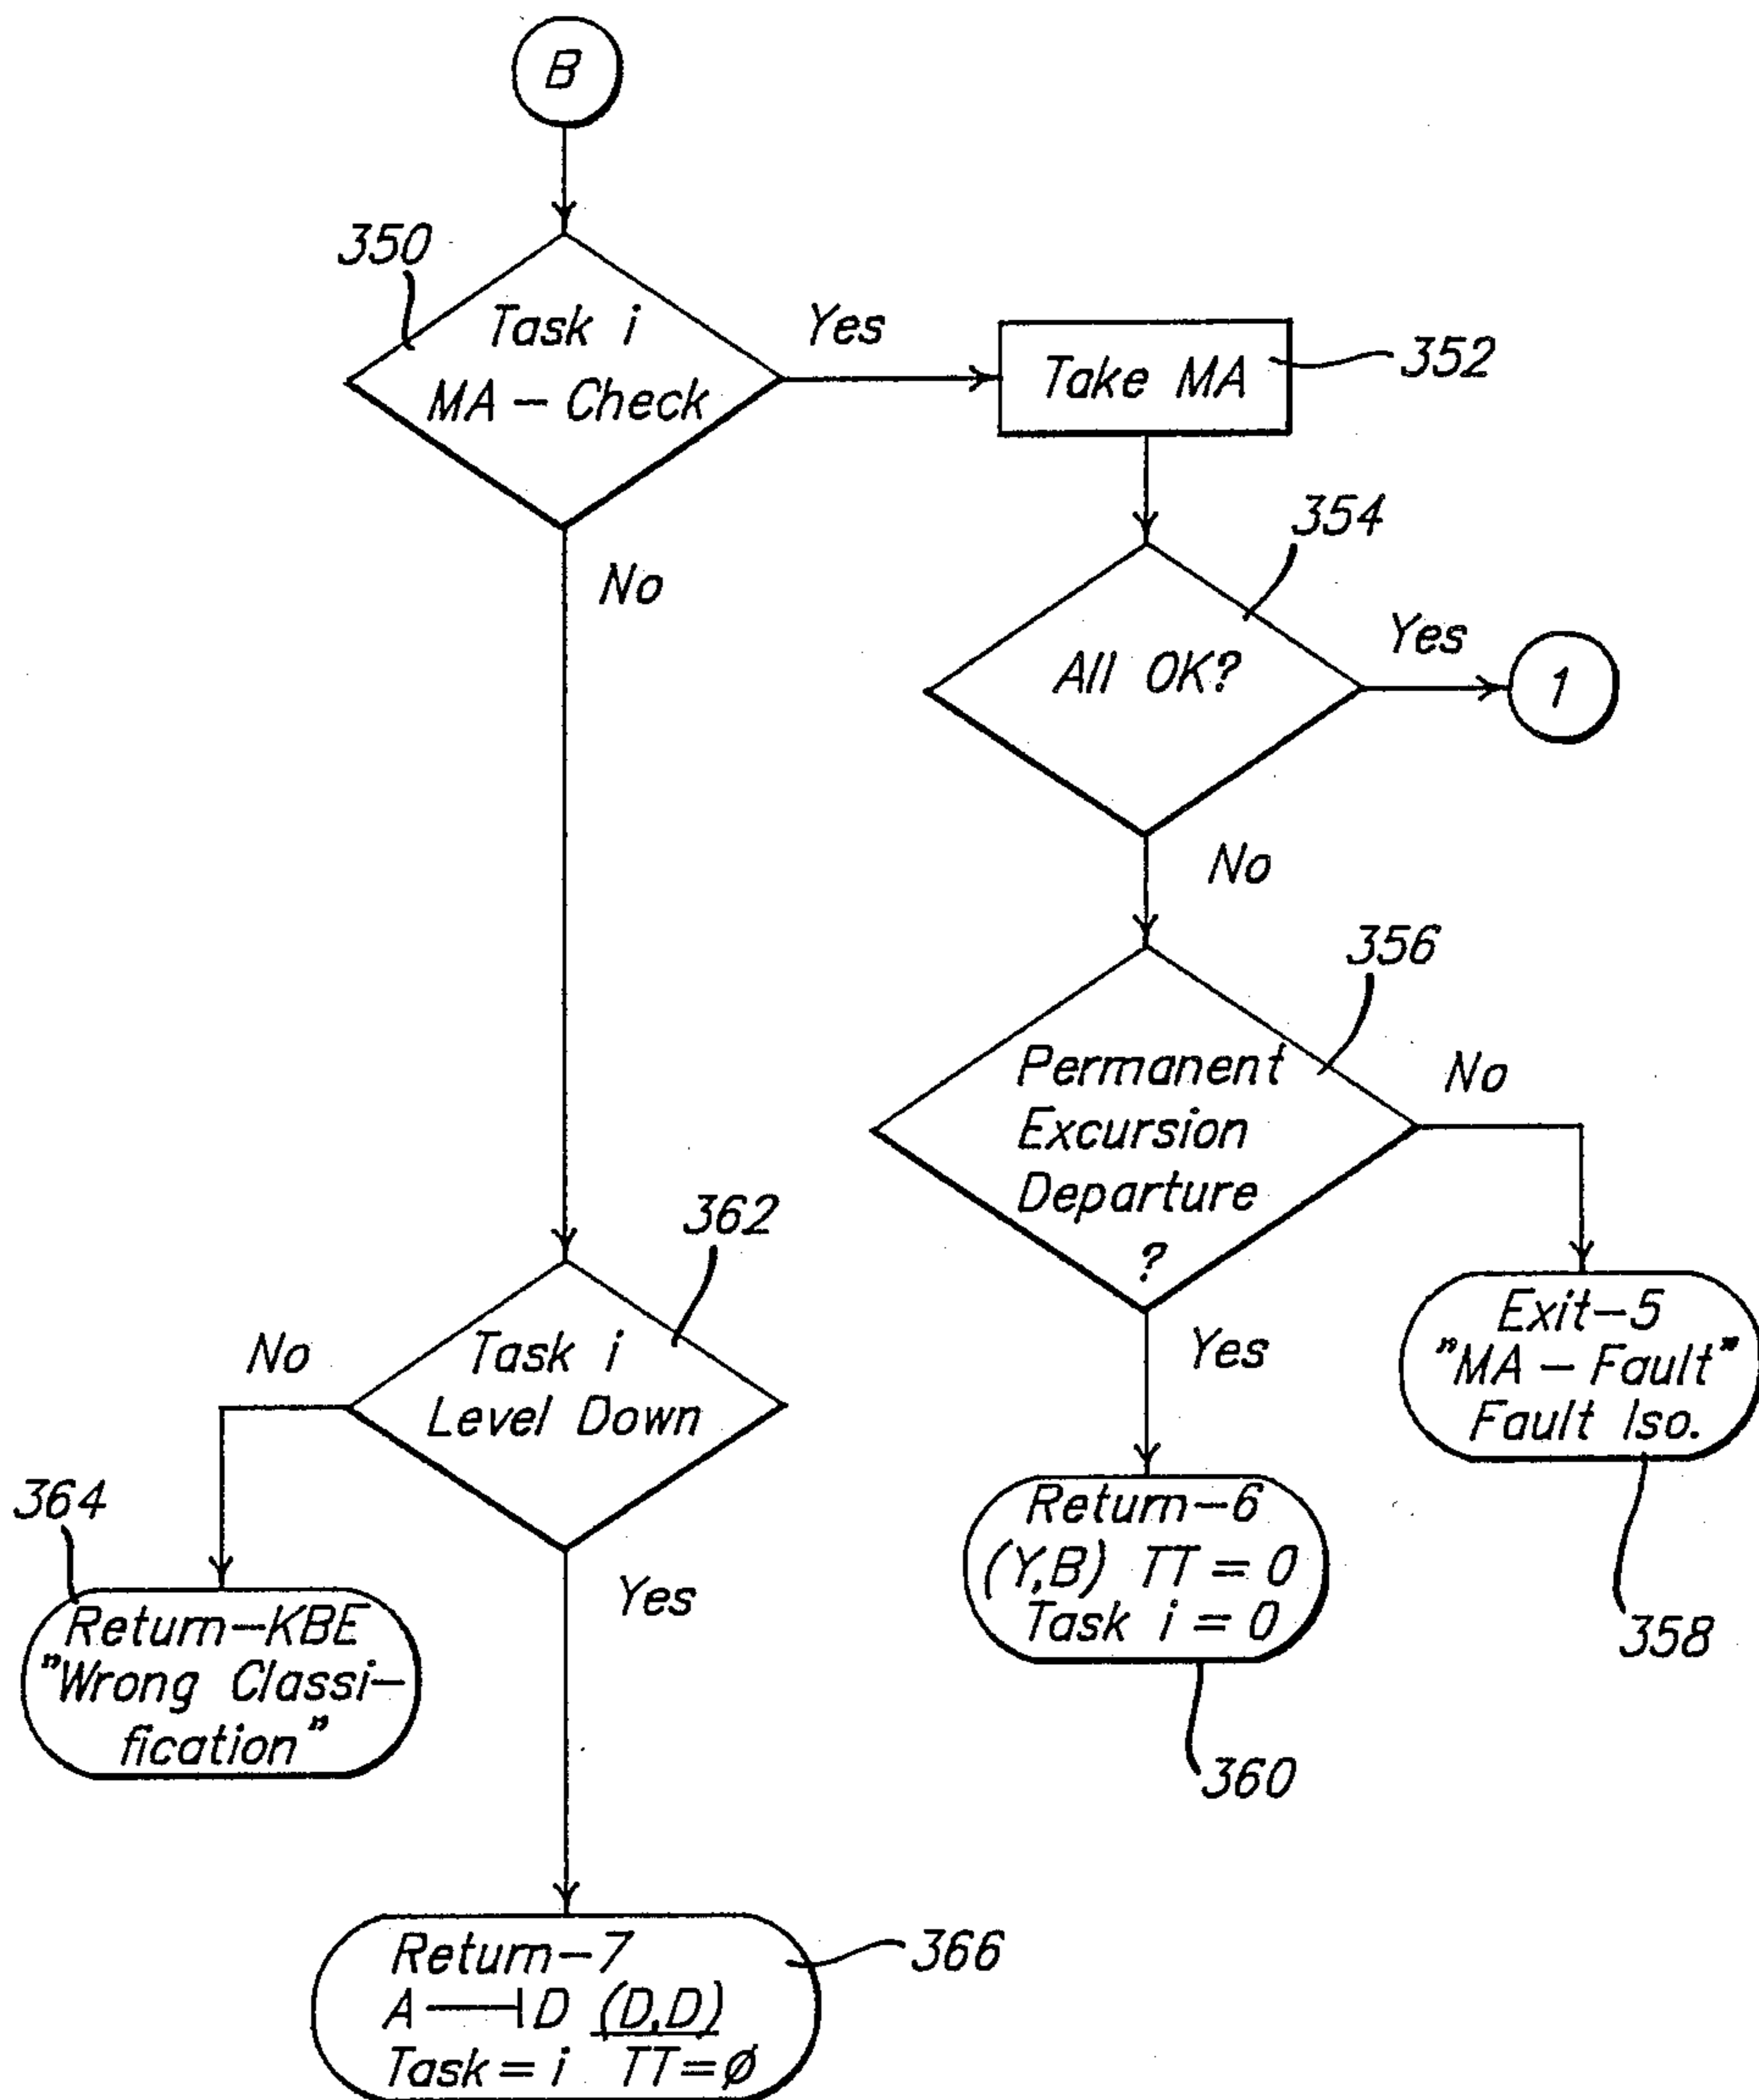 B
350
Task i
MA - Check
Yes
Take MA
352
No
354
All OK?
Yes
1
No
356
Permanent
Excursion
Departure
?
No
Exit-5
"MA - Fault"
Fault Iso.
358
Yes
Return-6
(Y,B) TT = 0
Task i = 0
360
362
Task i
Level Down
No
364
Return-KBE
"Wrong Classi-
fication"
Yes
Return-7
A —⊣ D (D,D)
Task = i TT=ø
366